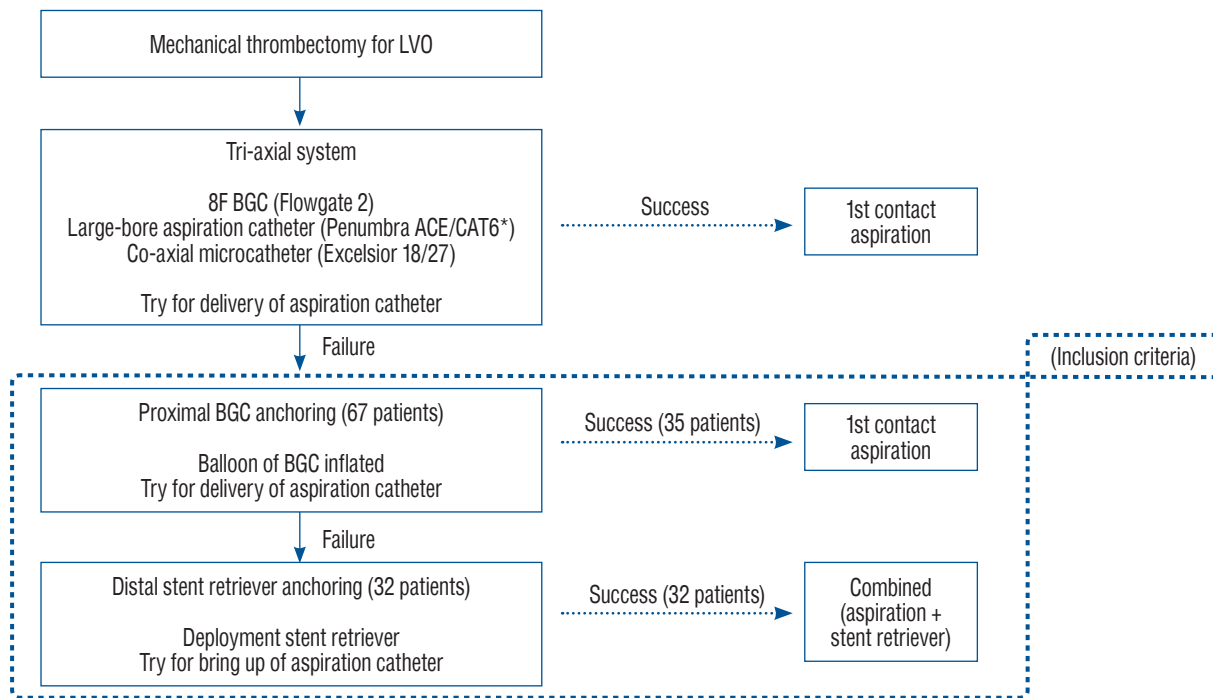 Mechanical thrombectomy for LVO
Tri-axial system
8F BGC (Flowgate 2)
Large-bore aspiration catheter (Penumbra ACE/CAT6*)
Co-axial microcatheter (Excelsior 18/27)
Try for delivery of aspiration catheter
Success
1st contact
aspiration
Failure
(Inclusion criteria)
Proximal BGC anchoring (67 patients)
Balloon of BGC inflated
Try for delivery of aspiration catheter
Success (35 patients)
1st contact
aspiration
Failure
Distal stent retriever anchoring (32 patients)
Deployment stent retriever
Try for bring up of aspiration catheter
Success (32 patients)
Combined
(aspiration +
stent retriever)